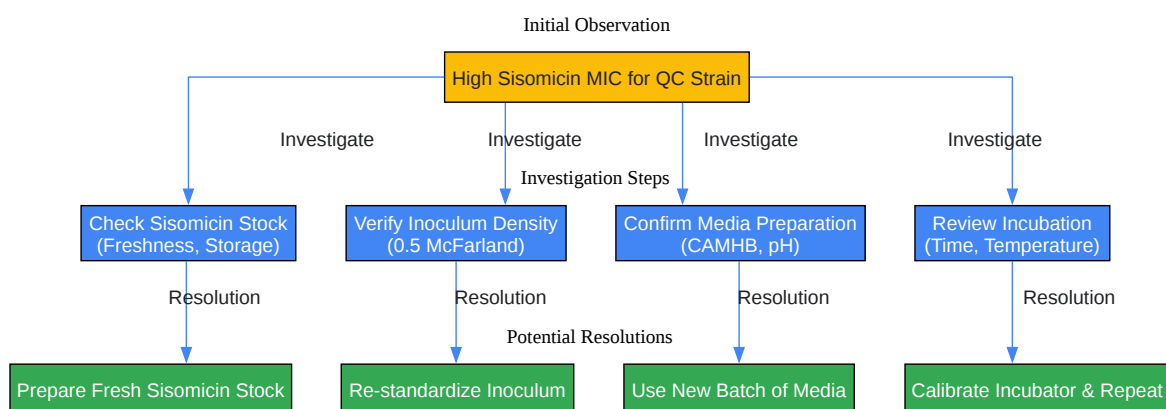 Initial Observation
High Sisomicin MIC for QC Strain
Investigate
Investigate
Investigate
Investigate
Investigation Steps
Check Sisomicin Stock
(Freshness, Storage)
Verify Inoculum Density
(0.5 McFarland)
Confirm Media Preparation
(CAMHB, pH)
Review Incubation
(Time, Temperature)
Resolution
Resolution
Resolution
Resolution
Potential Resolutions
Prepare Fresh Sisomicin Stock
Re-standardize Inoculum
Use New Batch of Media
Calibrate Incubator & Repeat